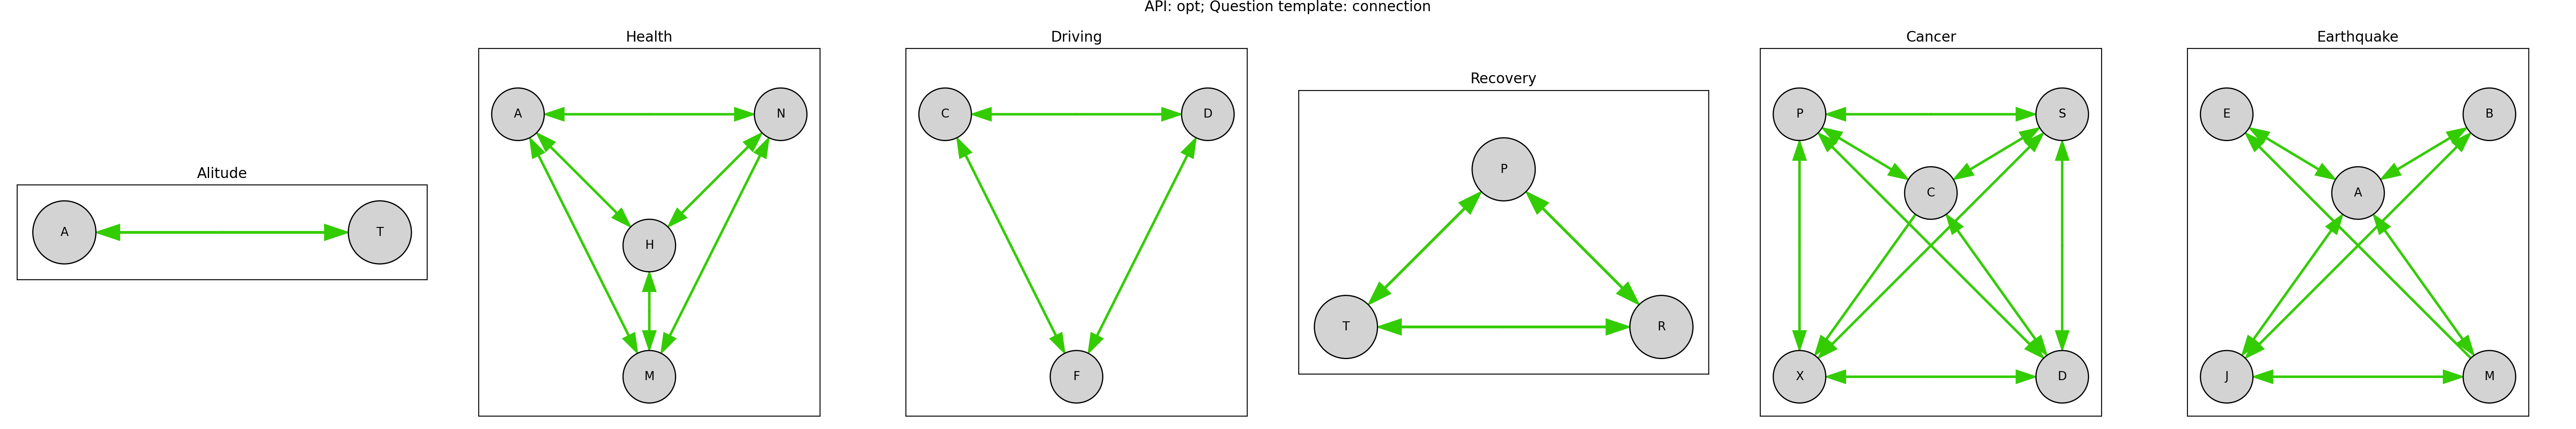 API: opt; Question template: connection
Alitude
A
T
Health
A
N
H
M
Driving
C
D
F
Recovery
P
T
R
Cancer
P
S
C
X
D
Earthquake
E
B
A
J
M